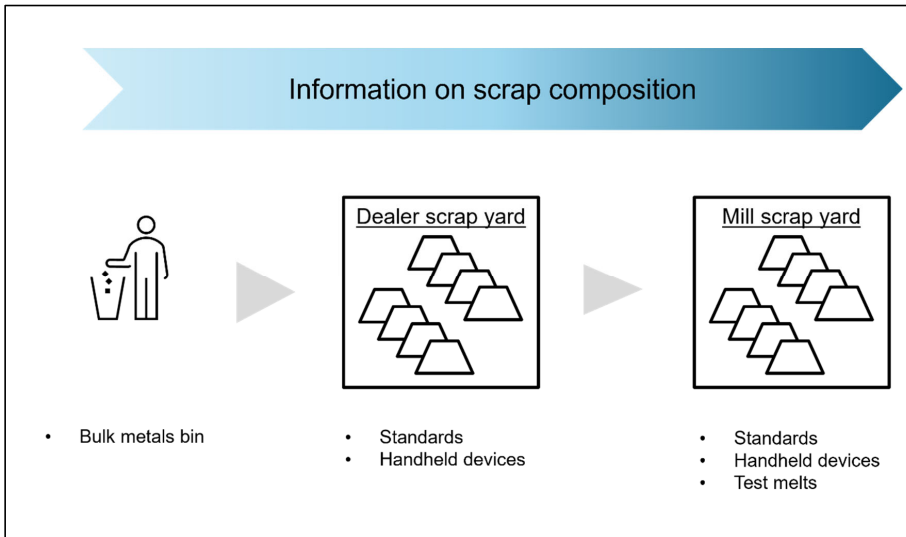 Information on scrap composition
Dealer scrap yard
Mill scrap yard
• Bulk metals bin
• Standards
• Handheld devices
• Standards
• Handheld devices
• Test melts